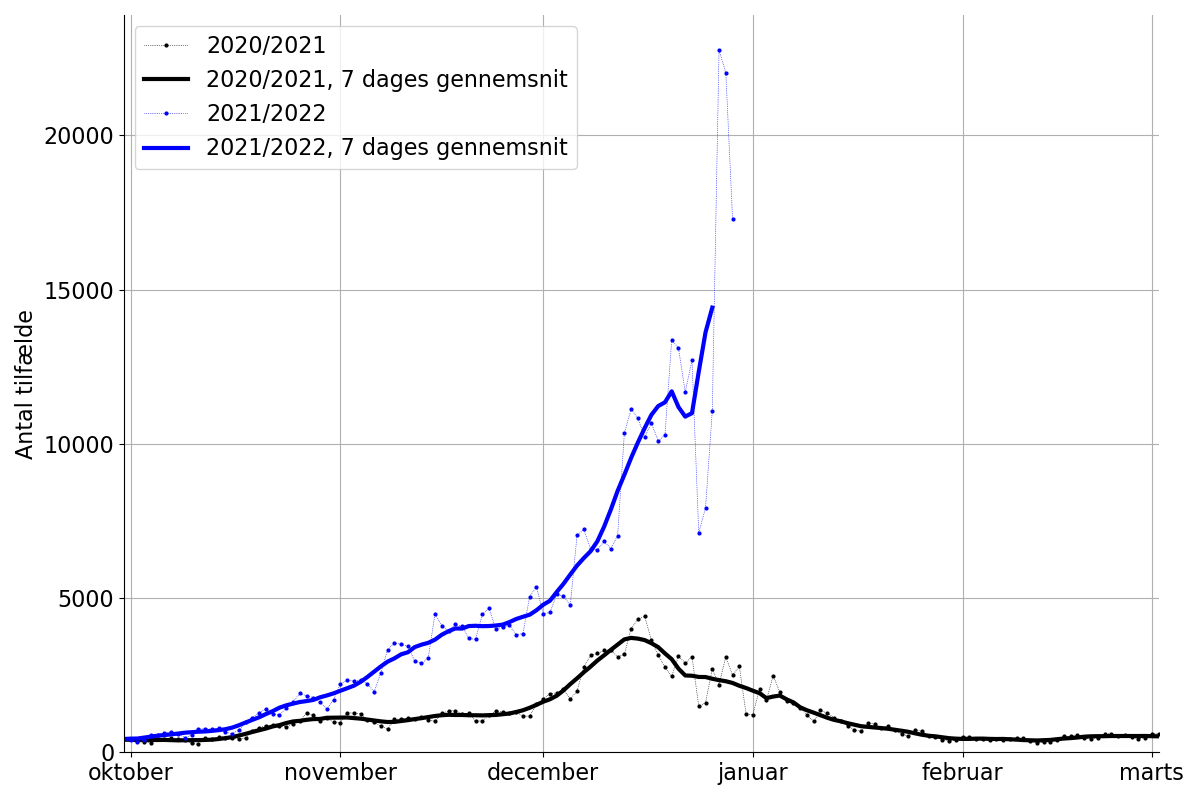 2020/2021
2020/2021, 7 dages gennemsnit
2021/2022
2021/2022, 7 dages gennemsnit
Antal tilfælde
20000
15000
10000
5000
0
oktober
november
december
januar
februar
marts